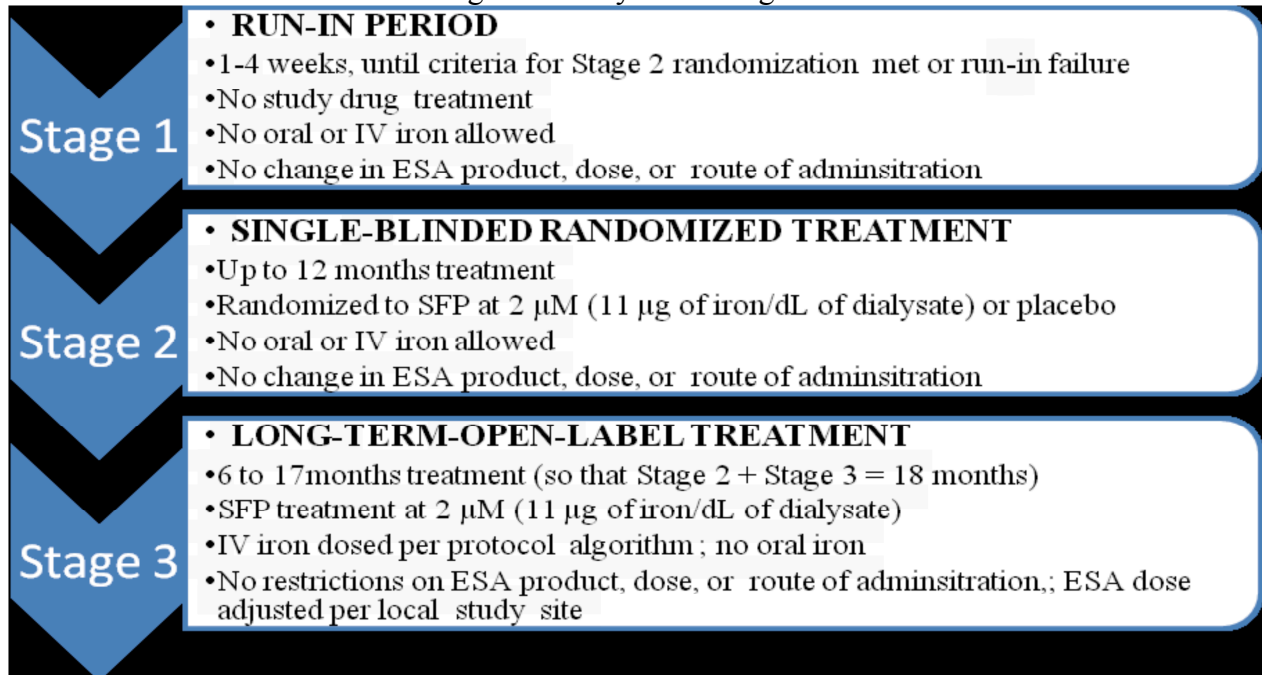 • RUN-IN PERIOD
•1-4 weeks, until criteria for Stage 2 randomization met or run-in failure
•No study drug treatment
•No oral or IV iron allowed
•No change in ESA product, dose, or route of adminsitration
Stage 1
• SINGLE-BLINDED RANDOMIZED TREATMENT
•Up to 12 months treatment
•Randomized to SFP at 2 µM (11 µg of iron/dL of dialysate) or placebo
•No oral or IV iron allowed
•No change in ESA product, dose, or route of adminsitration
Stage 2
• LONG-TERM-OPEN-LABEL TREATMENT
•6 to 17months treatment (so that Stage 2 + Stage 3 = 18 months)
•SFP treatment at 2 µM (11 µg of iron/dL of dialysate)
•IV iron dosed per protocol algorithm ; no oral iron
•No restrictions on ESA product, dose, or route of adminsitration,; ESA dose
adjusted per local study site
Stage 3